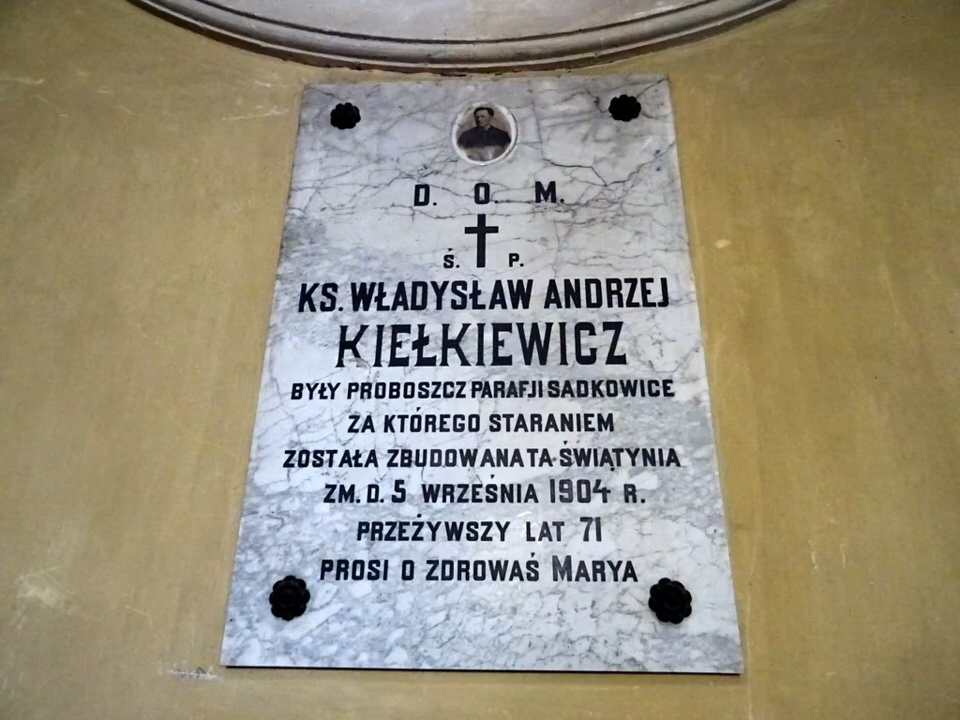 D. O. M.
Ś. P.
KS. WŁADYSŁAW ANDRZEJ
KIEŁKIEWICZ
BYŁY PROBOSZCZ PARAFJI SADKOWICE
ZA KTÓREGO STARANIEM
ZOSTAŁA ZBUDOWANA TA ŚWIĄTYNIA
ZM. D. 5 WRZEŚNIA 1904 R.
PRZEŻYWSZY LAT 71
PROSI O ZDROWAŚ MARYA